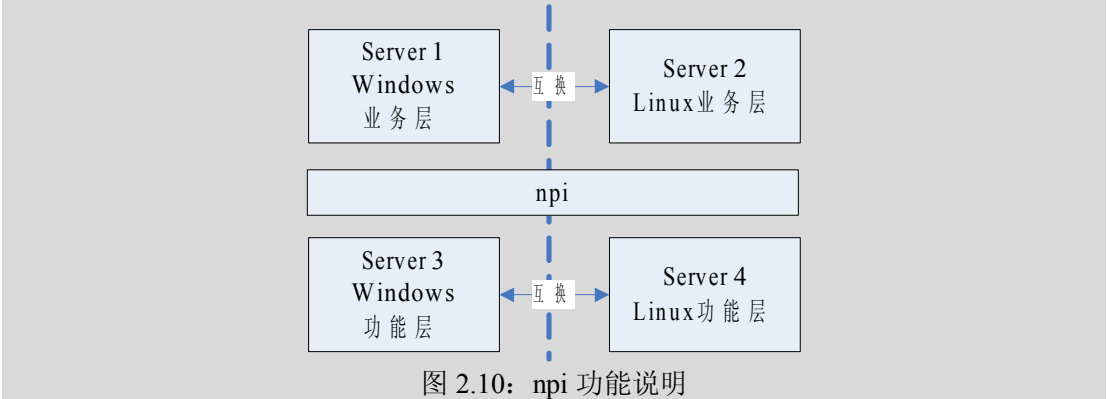 Server 1
Windows
业务层
互换
Server 2
Linux业务层
npi
Server 3
Windows
功能层
互换
Server 4
Linux功能层
图 2.10：npi 功能说明